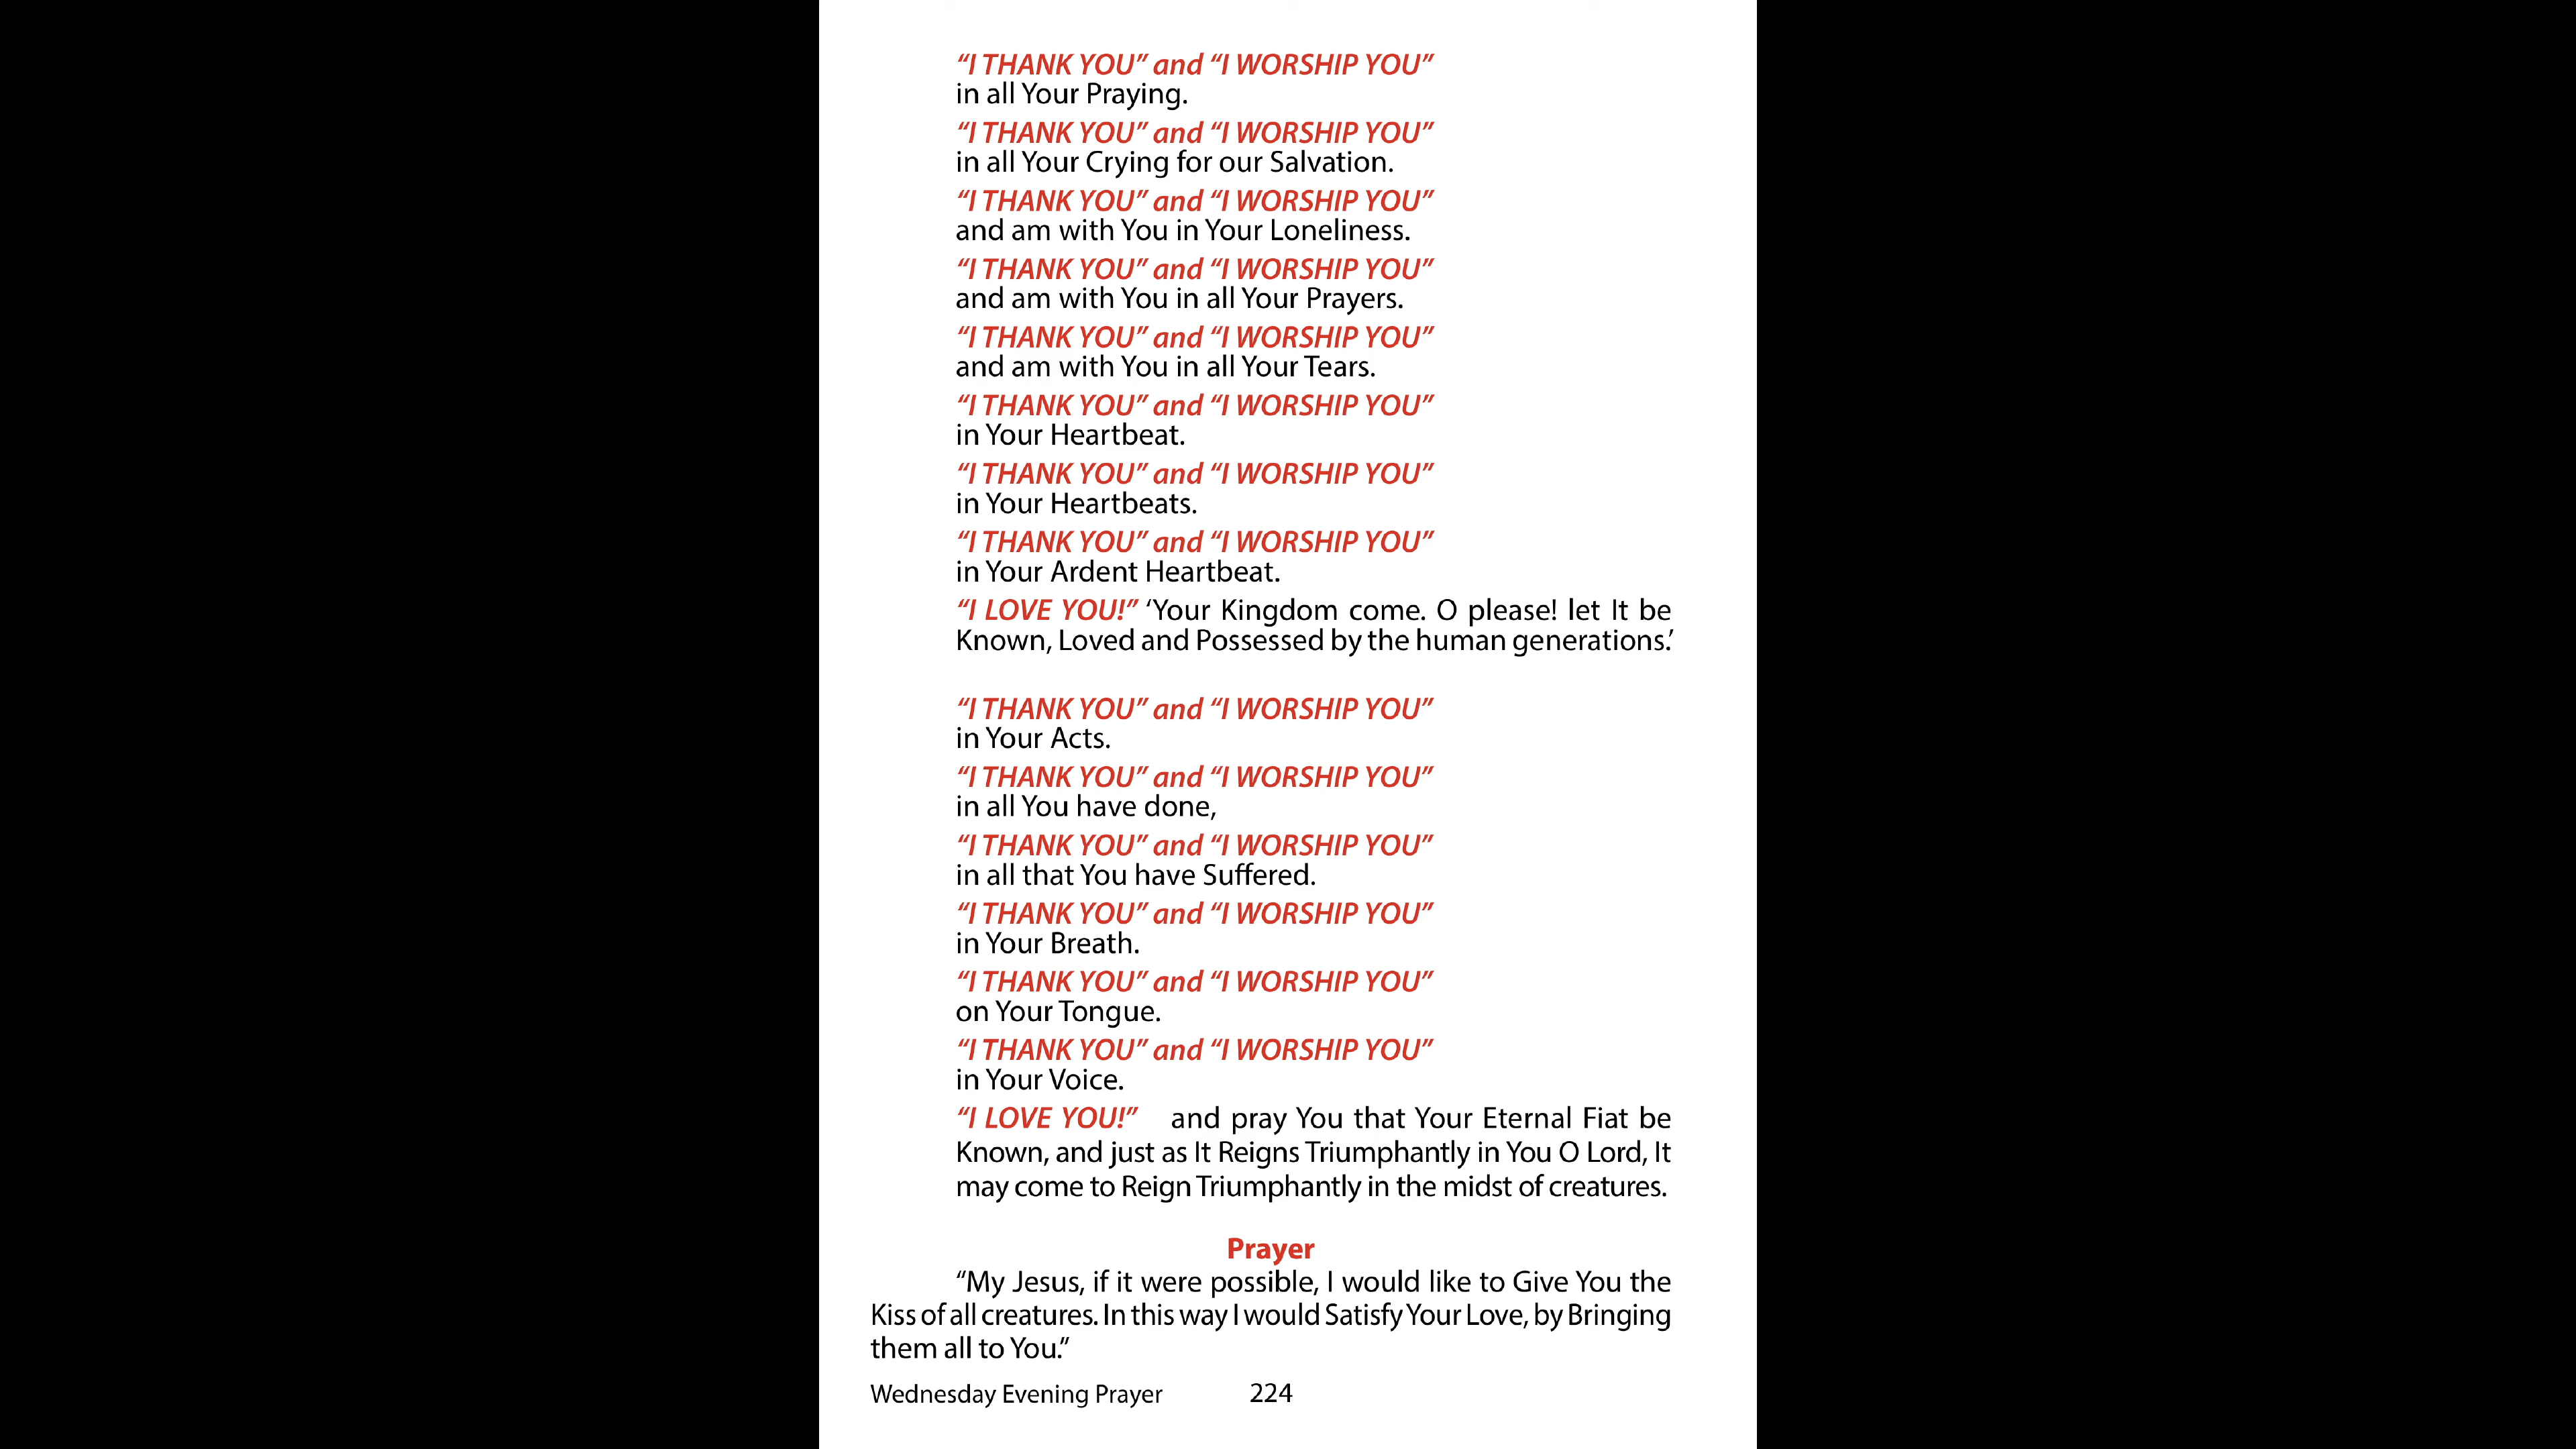 “I THANK YOU” and “I WORSHIP YOU”
in all Your Praying.
“I THANK YOU” and “I WORSHIP YOU”
in all Your Crying for our Salvation.
“I THANK YOU” and “I WORSHIP YOU”
and am with You in Your Loneliness.
“I THANK YOU” and “I WORSHIP YOU”
and am with You in all Your Prayers.
“I THANK YOU” and “I WORSHIP YOU”
and am with You in all Your Tears.
“I THANK YOU” and “I WORSHIP YOU”
in Your Heartbeat.
“I THANK YOU” and “I WORSHIP YOU”
in Your Heartbeats.
“I THANK YOU” and “I WORSHIP YOU”
in Your Ardent Heartbeat.
“I LOVE YOU!” ‘Your Kingdom come. O please! let It be
Known, Loved and Possessed by the human generations.’
“I THANK YOU” and “I WORSHIP YOU”
in Your Acts.
“I THANK YOU” and “I WORSHIP YOU”
in all You have done,
“I THANK YOU” and “I WORSHIP YOU”
in all that You have Suffered.
“I THANK YOU” and “I WORSHIP YOU”
in Your Breath.
“I THANK YOU” and “I WORSHIP YOU”
on Your Tongue.
“I THANK YOU” and “I WORSHIP YOU”
in Your Voice.
“I LOVE YOU!” and pray You that Your Eternal Fiat be
Known, and just as It Reigns Triumphantly in You O Lord, It
may come to Reign Triumphantly in the midst of creatures.
Prayer
“My Jesus, if it were possible, I would like to Give You the
Kiss of all creatures. In this way I would Satisfy Your Love, by Bringing
them all to You.”
Wednesday Evening Prayer 224